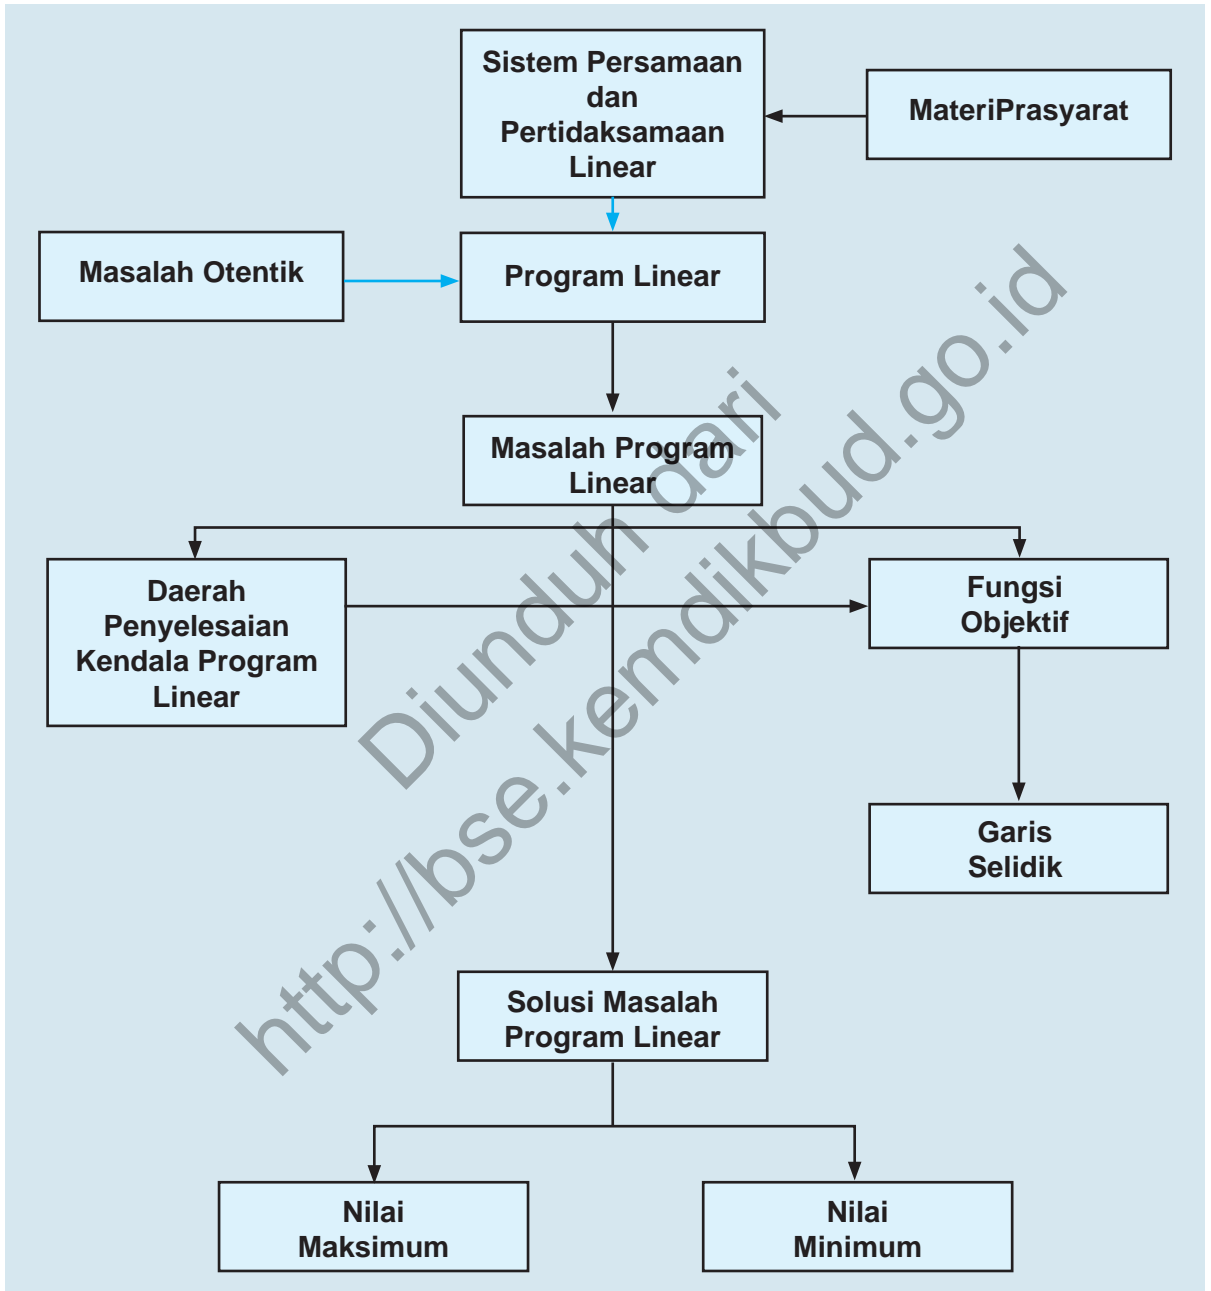 Sistem Persamaan
dan
Pertidaksamaan
Linear
MateriPrasyarat
Masalah Otentik
Program Linear
Masalah Program
Linear
Daerah
Penyelesaian
Kendala Program
Linear
Fungsi
Objektif
Garis
Selidik
Solusi Masalah
Program Linear
Nilai
Maksimum
Nilai
Minimum
Diunduh dari
http://bse.kemdikbud.go.id